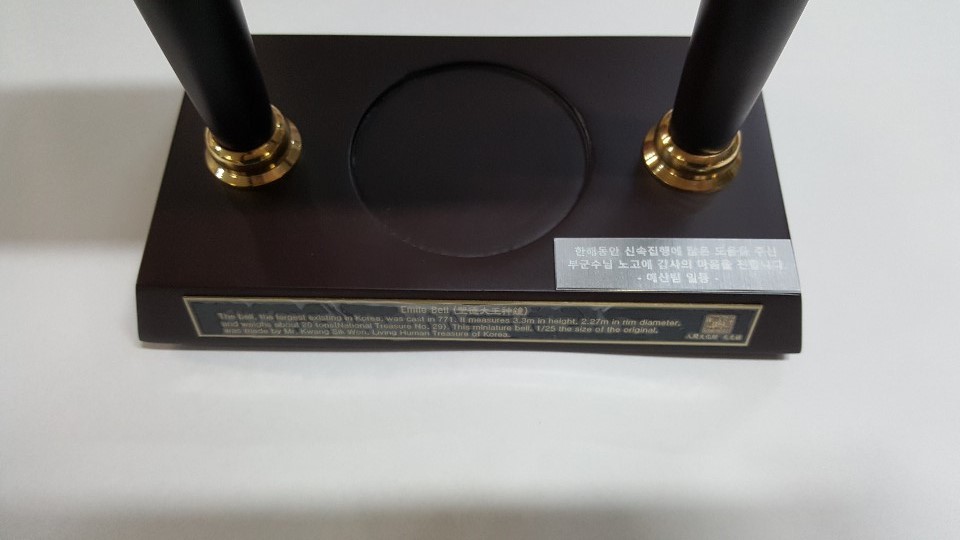 한해동안 신속집행에 많은 도움을 주신
부군수님 노고에 감사의 마음을 전합니다
- 예산팀 일동 -
Emille Bell (聖德大王神鐘)
The bell, the largest existing in Korea, was cast in 771. It measures 3.3m in height, 2.27m in rim diameter,
and weighs about 20 tons(National Treasure No. 29). This miniature bell, 1/25 the size of the original,
was made by Mr. Kwang Sik Won, Living Human Treasure of Korea.